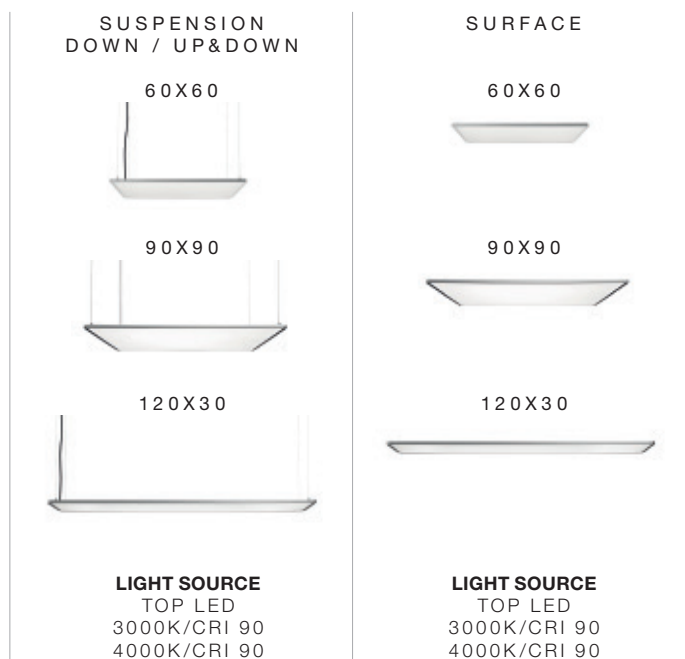 SUSPENSION
DOWN / UP&DOWN
60X60
90X90
120X30
LIGHT SOURCE
TOP LED
3000K/CRI 90
4000K/CRI 90
SURFACE
60X60
90X90
120X30
LIGHT SOURCE
TOP LED
3000K/CRI 90
4000K/CRI 90